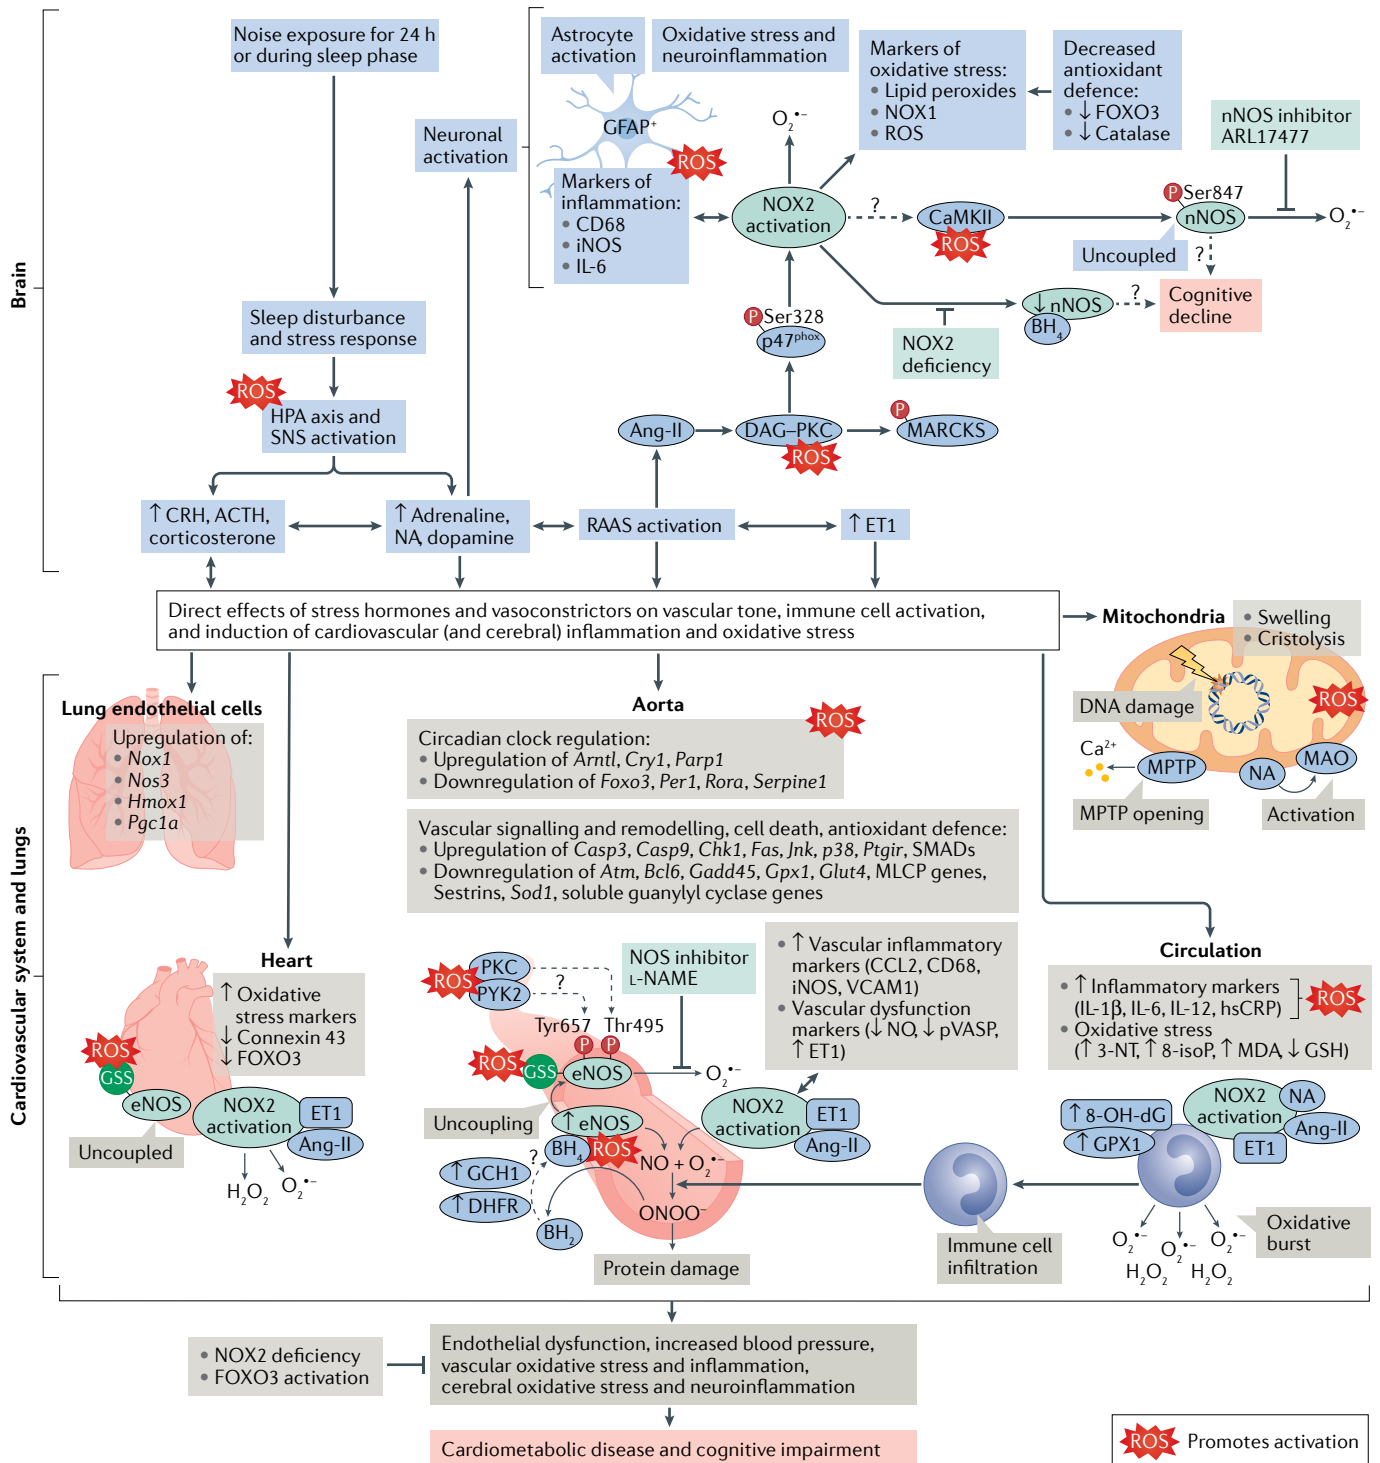 Brain
Noise exposure for 24 h
or during sleep phase
Sleep disturbance
and stress response
ROS
HPA axis and
SNS activation
↑ CRH, ACTH,
corticosterone
↑ Adrenaline,
NA, dopamine
RAAS activation
↑ ET1
Neuronal
activation
Astrocyte
activation
Oxidative stress and
neuroinflammation
GFAP⁺
ROS
Markers of
inflammation:
• CD68
• iNOS
• IL-6
Markers of
oxidative stress:
• Lipid peroxides
• NOX1
• ROS
Decreased
antioxidant
defence:
• ↓ FOXO3
• ↓ Catalase
nNOS inhibitor
ARL17477
O₂•⁻
NOX2
activation
?
CaMKII
ROS
P Ser847
nNOS
O₂•⁻
Uncoupled
?
↓ nNOS
BH₄
?
Cognitive
decline
NOX2
deficiency
P Ser328
p47ᵖʰᵒˣ
Ang-II
DAG–PKC
ROS
P
MARCKS
Direct effects of stress hormones and vasoconstrictors on vascular tone, immune cell activation,
and induction of cardiovascular (and cerebral) inflammation and oxidative stress
Mitochondria
• Swelling
• Cristolysis
DNA damage
ROS
Ca²⁺
MPTP
NA
MAO
MPTP opening
Activation
Cardiovascular system and lungs
Lung endothelial cells
Upregulation of:
• Nox1
• Nos3
• Hmox1
• Pgc1a
Aorta
ROS
Circadian clock regulation:
• Upregulation of Arntl, Cry1, Parp1
• Downregulation of Foxo3, Per1, Rora, Serpine1
Vascular signalling and remodelling, cell death, antioxidant defence:
• Upregulation of Casp3, Casp9, Chk1, Fas, Jnk, p38, Ptgir, SMADs
• Downregulation of Atm, Bcl6, Gadd45, Gpx1, Glut4, MLCP genes,
Sestrins, Sod1, soluble guanylyl cyclase genes
Heart
↑ Oxidative
stress markers
↓ Connexin 43
↓ FOXO3
ROS
GSS
eNOS
Uncoupled
NOX2
activation
ET1
Ang-II
H₂O₂
O₂•⁻
PKC
ROS
PYK2
?
Tyr657
Thr495
P
P
NOS inhibitor
L-NAME
ROS
GSS
eNOS
O₂•⁻
Uncoupling
↑ eNOS
BH₄
ROS
?
↑ GCH1
↑ DHFR
BH₂
NO + O₂•⁻
ONOO⁻
Protein damage
• ↑ Vascular inflammatory
markers (CCL2, CD68,
iNOS, VCAM1)
• Vascular dysfunction
markers (↓ NO, ↓ pVASP,
↑ ET1)
NOX2
activation
ET1
Ang-II
Immune cell
infiltration
Circulation
• ↑ Inflammatory markers
(IL-1β, IL-6, IL-12, hsCRP)
ROS
• Oxidative stress
(↑ 3-NT, ↑ 8-isoP, ↑ MDA, ↓ GSH)
↑ 8-OH-dG
↑ GPX1
NOX2
activation
NA
Ang-II
ET1
Oxidative
burst
O₂•⁻
O₂•⁻
O₂•⁻
H₂O₂
H₂O₂
• NOX2 deficiency
• FOXO3 activation
Endothelial dysfunction, increased blood pressure,
vascular oxidative stress and inflammation,
cerebral oxidative stress and neuroinflammation
Cardiometabolic disease and cognitive impairment
ROS Promotes activation